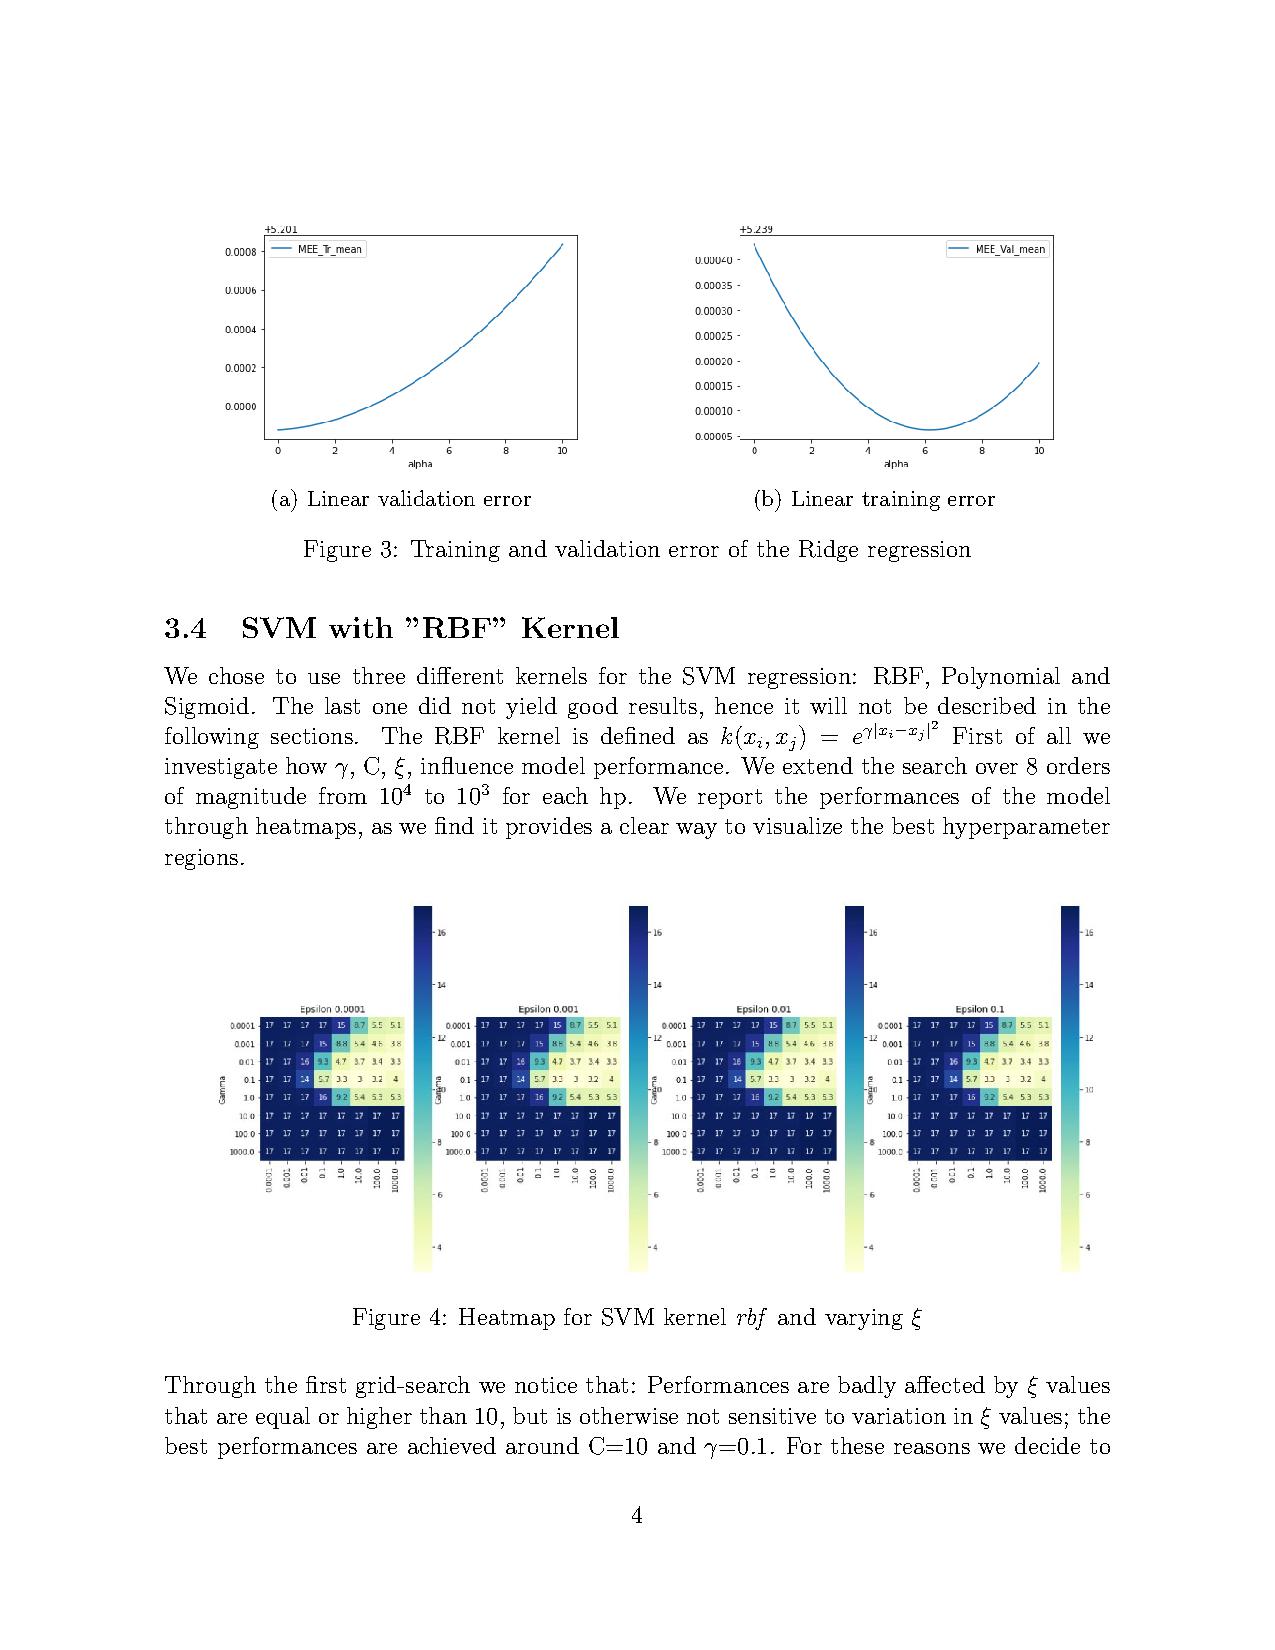 +5.201
MEE_Tr_mean
0.0008
0.0006
0.0004
0.0002
0.0000
0 2 4 6 8 10
alpha
+5.239
MEE_Val_mean
0.00040
0.00035
0.00030
0.00025
0.00020
0.00015
0.00010
0.00005
0 2 4 6 8 10
alpha
(a) Linear validation error
(b) Linear training error
Figure 3: Training and validation error of the Ridge regression
3.4 SVM with ”RBF” Kernel
We chose to use three different kernels for the SVM regression: RBF, Polynomial and
Sigmoid. The last one did not yield good results, hence it will not be described in the
following sections. The RBF kernel is defined as k(xᵢ, xⱼ) = e^{γ|xᵢ−xⱼ|²} First of all we
investigate how γ, C, ξ, influence model performance. We extend the search over 8 orders
of magnitude from 10⁴ to 10³ for each hp. We report the performances of the model
through heatmaps, as we find it provides a clear way to visualize the best hyperparameter
regions.
Epsilon 0.0001
Gamma
0.0001 17 17 17 17 15 8.7 5.5 5.1
0.001 17 17 17 15 8.8 5.4 4.6 3.8
0.01 17 17 16 9.3 4.7 3.7 3.4 3.3
0.1 17 17 14 5.7 3.3 3 3.2 4
1.0 17 17 17 16 9.2 5.4 5.3 5.3
10.0 17 17 17 17 17 17 17 17
100.0 17 17 17 17 17 17 17 17
1000.0 17 17 17 17 17 17 17 17
0.0001 0.001 0.01 0.1 1.0 10.0 100.0 1000.0
16 14 12 10 8 6 4
Epsilon 0.001
Gamma
0.0001 17 17 17 17 15 8.7 5.5 5.1
0.001 17 17 17 15 8.8 5.4 4.6 3.8
0.01 17 17 16 9.3 4.7 3.7 3.4 3.3
0.1 17 17 14 5.7 3.3 3 3.2 4
1.0 17 17 17 16 9.2 5.4 5.3 5.3
10.0 17 17 17 17 17 17 17 17
100.0 17 17 17 17 17 17 17 17
1000.0 17 17 17 17 17 17 17 17
0.0001 0.001 0.01 0.1 1.0 10.0 100.0 1000.0
16 14 12 10 8 6 4
Epsilon 0.01
Gamma
0.0001 17 17 17 17 15 8.7 5.5 5.1
0.001 17 17 17 15 8.8 5.4 4.6 3.8
0.01 17 17 16 9.3 4.7 3.7 3.4 3.3
0.1 17 17 14 5.7 3.3 3 3.2 4
1.0 17 17 17 16 9.2 5.4 5.3 5.3
10.0 17 17 17 17 17 17 17 17
100.0 17 17 17 17 17 17 17 17
1000.0 17 17 17 17 17 17 17 17
0.0001 0.001 0.01 0.1 1.0 10.0 100.0 1000.0
16 14 12 10 8 6 4
Epsilon 0.1
Gamma
0.0001 17 17 17 17 15 8.7 5.5 5.1
0.001 17 17 17 15 8.8 5.4 4.6 3.8
0.01 17 17 16 9.3 4.7 3.7 3.4 3.3
0.1 17 17 14 5.7 3.3 3 3.2 4
1.0 17 17 17 16 9.2 5.4 5.3 5.3
10.0 17 17 17 17 17 17 17 17
100.0 17 17 17 17 17 17 17 17
1000.0 17 17 17 17 17 17 17 17
0.0001 0.001 0.01 0.1 1.0 10.0 100.0 1000.0
16 14 12 10 8 6 4
Figure 4: Heatmap for SVM kernel rbf and varying ξ
Through the first grid-search we notice that: Performances are badly affected by ξ values
that are equal or higher than 10, but is otherwise not sensitive to variation in ξ values; the
best performances are achieved around C=10 and γ=0.1. For these reasons we decide to
4